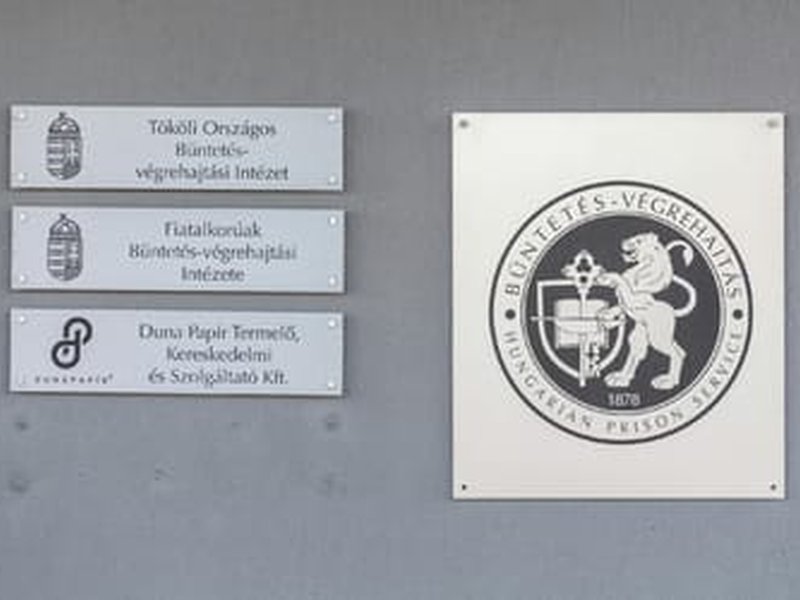 Tököli Országos
Büntetés-
végrehajtási Intézet
Fiatalkorúak
Büntetés-végrehajtási
Intézete
Duna Papír Termelő,
Kereskedelmi
és Szolgáltató Kft.
DUNAPAPIR
BÜNTETÉS-VÉGREHAJTÁS
1878
HUNGARIAN PRISON SERVICE